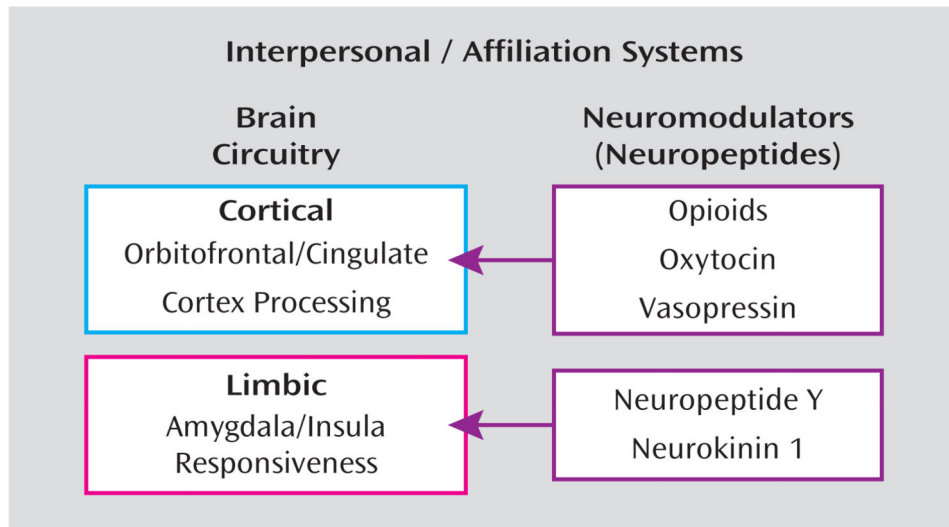 Interpersonal / Affiliation Systems
Brain
Circuitry
Neuromodulators
(Neuropeptides)
Cortical
Orbitofrontal/Cingulate
Cortex Processing
Opioids
Oxytocin
Vasopressin
Limbic
Amygdala/Insula
Responsiveness
Neuropeptide Y
Neurokinin 1